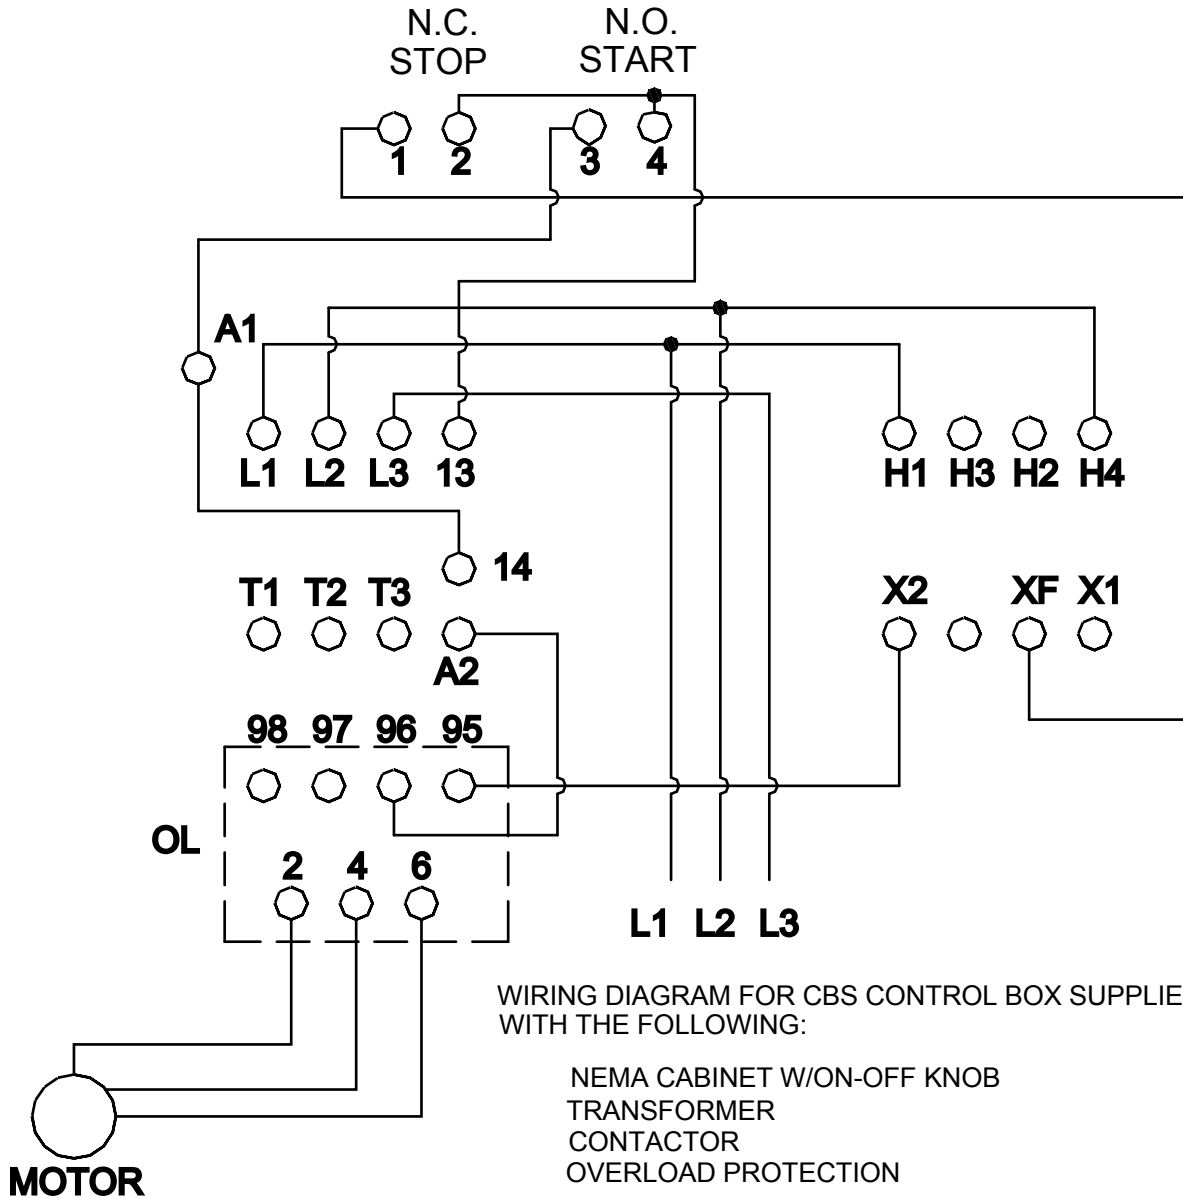 N.C. N.O.
STOP START
1 2 3 4
A1
L1 L2 L3 13 H1 H3 H2 H4
14
T1 T2 T3 X2 XF X1
A2
98 97 96 95
OL
2 4 6
L1 L2 L3
WIRING DIAGRAM FOR CBS CONTROL BOX SUPPLIE
WITH THE FOLLOWING:
NEMA CABINET W/ON-OFF KNOB
TRANSFORMER
CONTACTOR
OVERLOAD PROTECTION
MOTOR